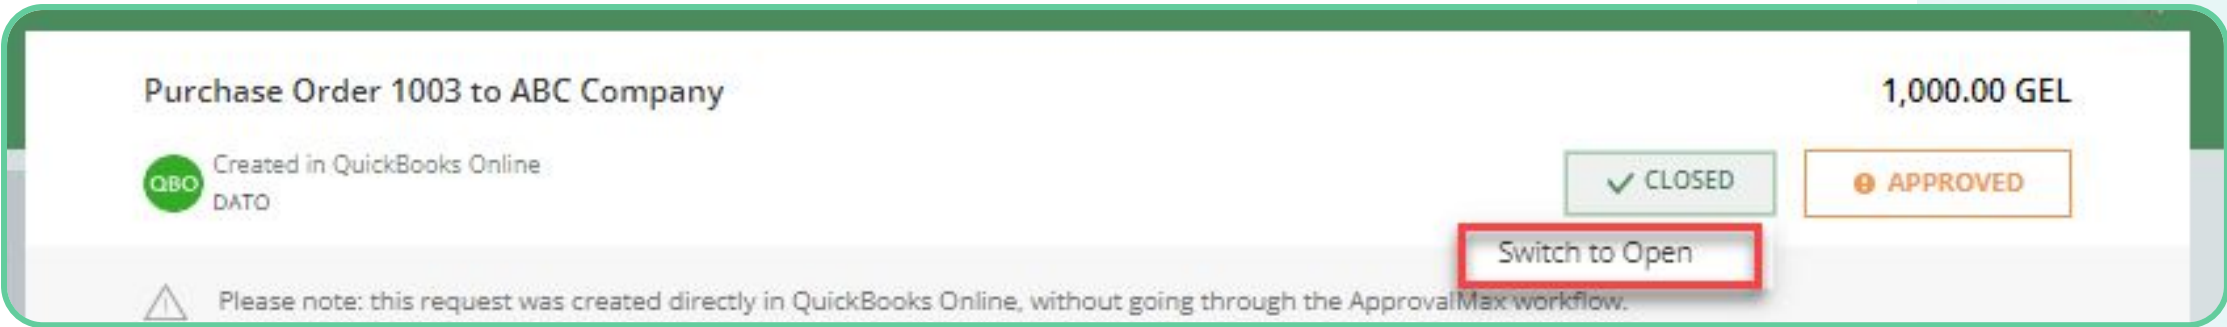 Purchase Order 1003 to ABC Company
1,000.00 GEL
QBO
Created in QuickBooks Online
DATO
CLOSED
APPROVED
Switch to Open
Please note: this request was created directly in QuickBooks Online, without going through the ApprovalMax workflow.